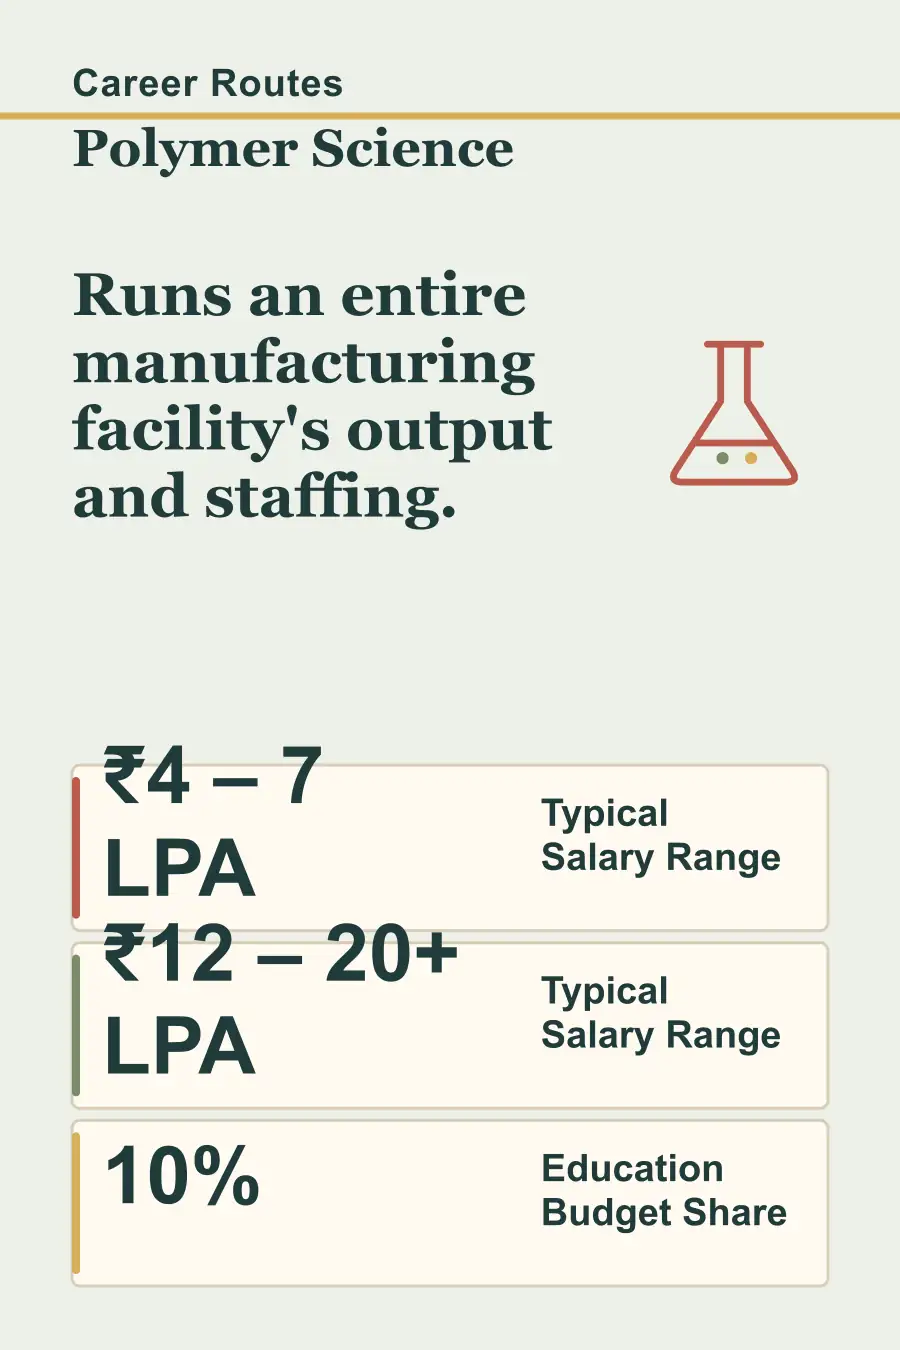 Career Routes
Polymer Science
Runs an entire
manufacturing
facility's output
and staffing.
₹4 – 7
LPA
Typical
Salary Range
₹12 – 20+
LPA
Typical
Salary Range
10%
Education
Budget Share